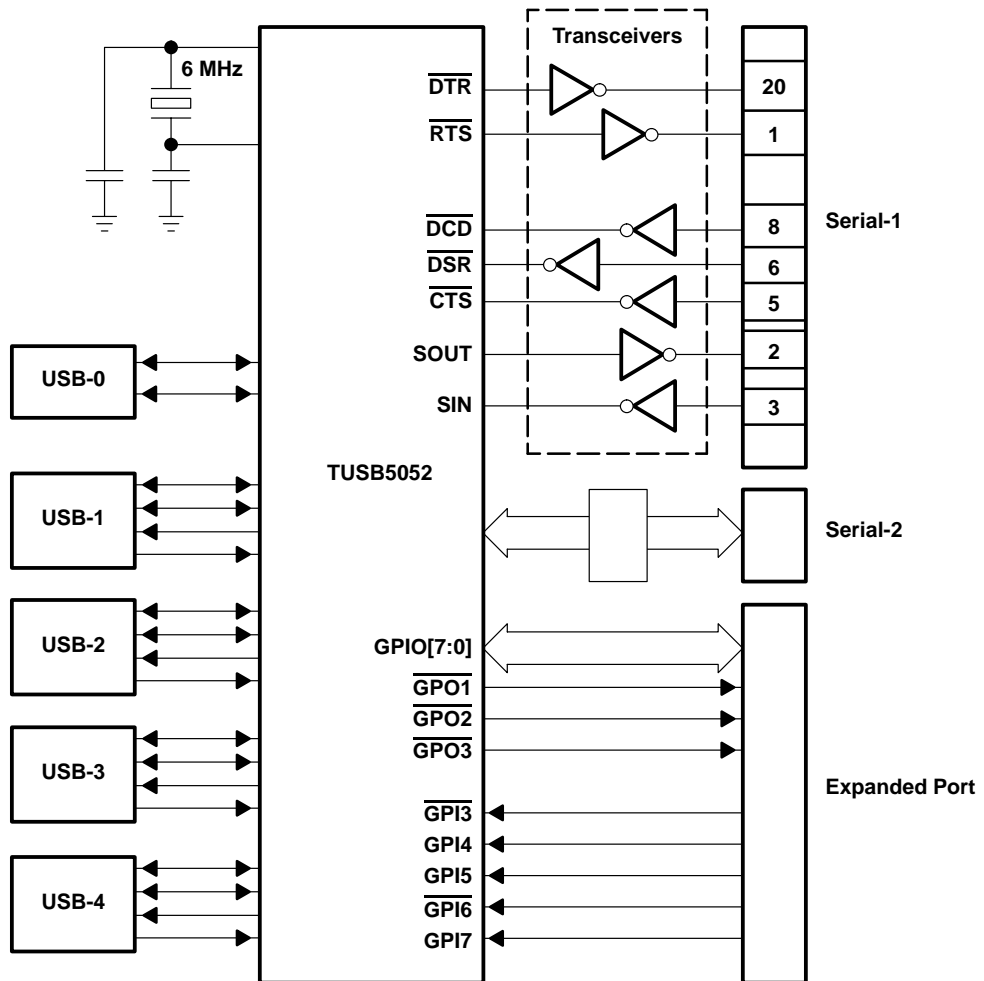 Transceivers
6 MHz
DTR
20
RTS
1
DCD
8
Serial-1
DSR
6
CTS
5
SOUT
2
USB-0
SIN
3
TUSB5052
USB-1
Serial-2
USB-2
GPIO[7:0]
GPO1
GPO2
GPO3
USB-3
Expanded Port
GPI3
GPI4
GPI5
USB-4
GPI6
GPI7